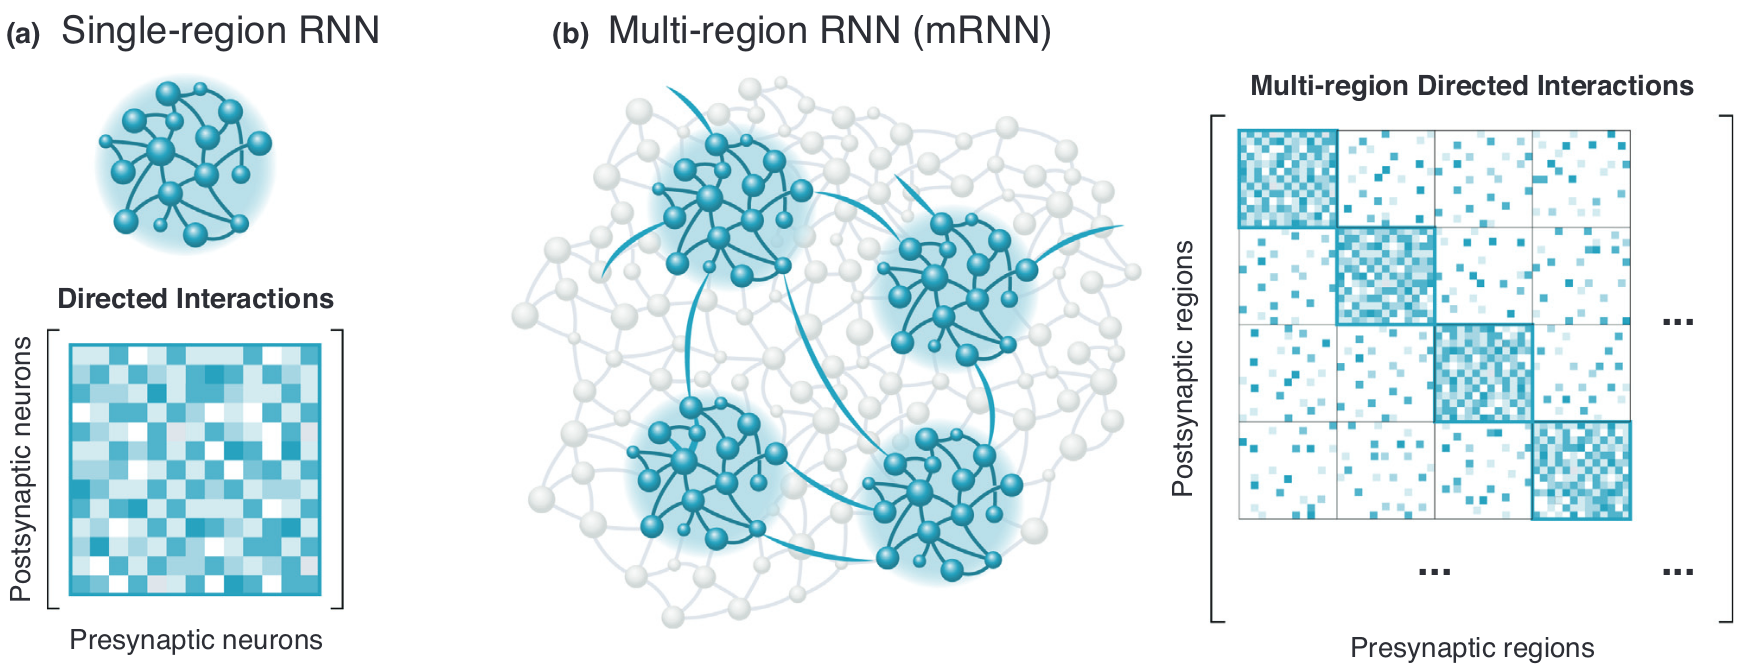 (a) Single-region RNN
Directed Interactions
Postsynaptic neurons
Presynaptic neurons
(b) Multi-region RNN (mRNN)
Multi-region Directed Interactions
Postsynaptic regions
...
...
...
Presynaptic regions